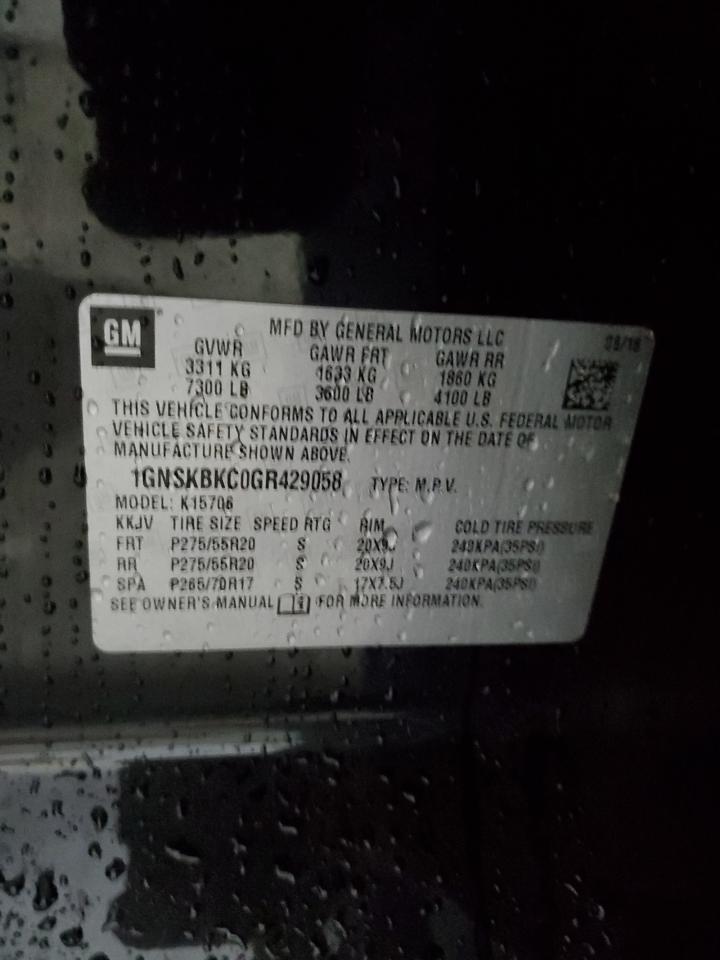 GM
MFD BY GENERAL MOTORS LLC
08/16
GVWR GAWR FRT GAWR RR
3311 KG 1633 KG 1860 KG
7300 LB 3600 LB 4100 LB
THIS VEHICLE CONFORMS TO ALL APPLICABLE U.S. FEDERAL MOTOR
VEHICLE SAFETY STANDARDS IN EFFECT ON THE DATE OF
MANUFACTURE SHOWN ABOVE.
1GNSKBKC0GR429058 TYPE: M.P.V.
MODEL: K15706
KKJV TIRE SIZE SPEED RTG RIM COLD TIRE PRESSURE
FRT P275/55R20 S 20X9J 240KPA(35PSI)
RR P275/55R20 S 20X9J 240KPA(35PSI)
SPA P265/70R17 S 17X7.5J 240KPA(35PSI)
SEE OWNER'S MANUAL FOR MORE INFORMATION.